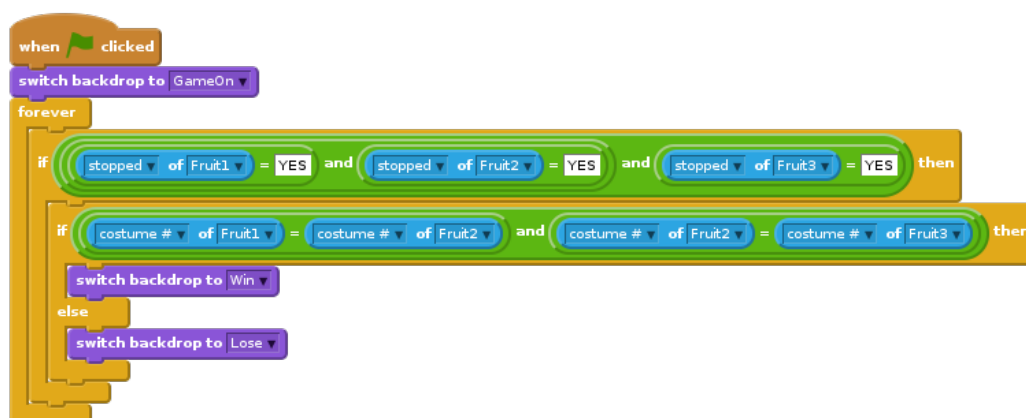 when clicked
switch backdrop to GameOn
forever
if stopped of Fruit1 = YES and stopped of Fruit2 = YES and stopped of Fruit3 = YES then
if costume # of Fruit1 = costume # of Fruit2 and costume # of Fruit2 = costume # of Fruit3 then
switch backdrop to Win
else
switch backdrop to Lose